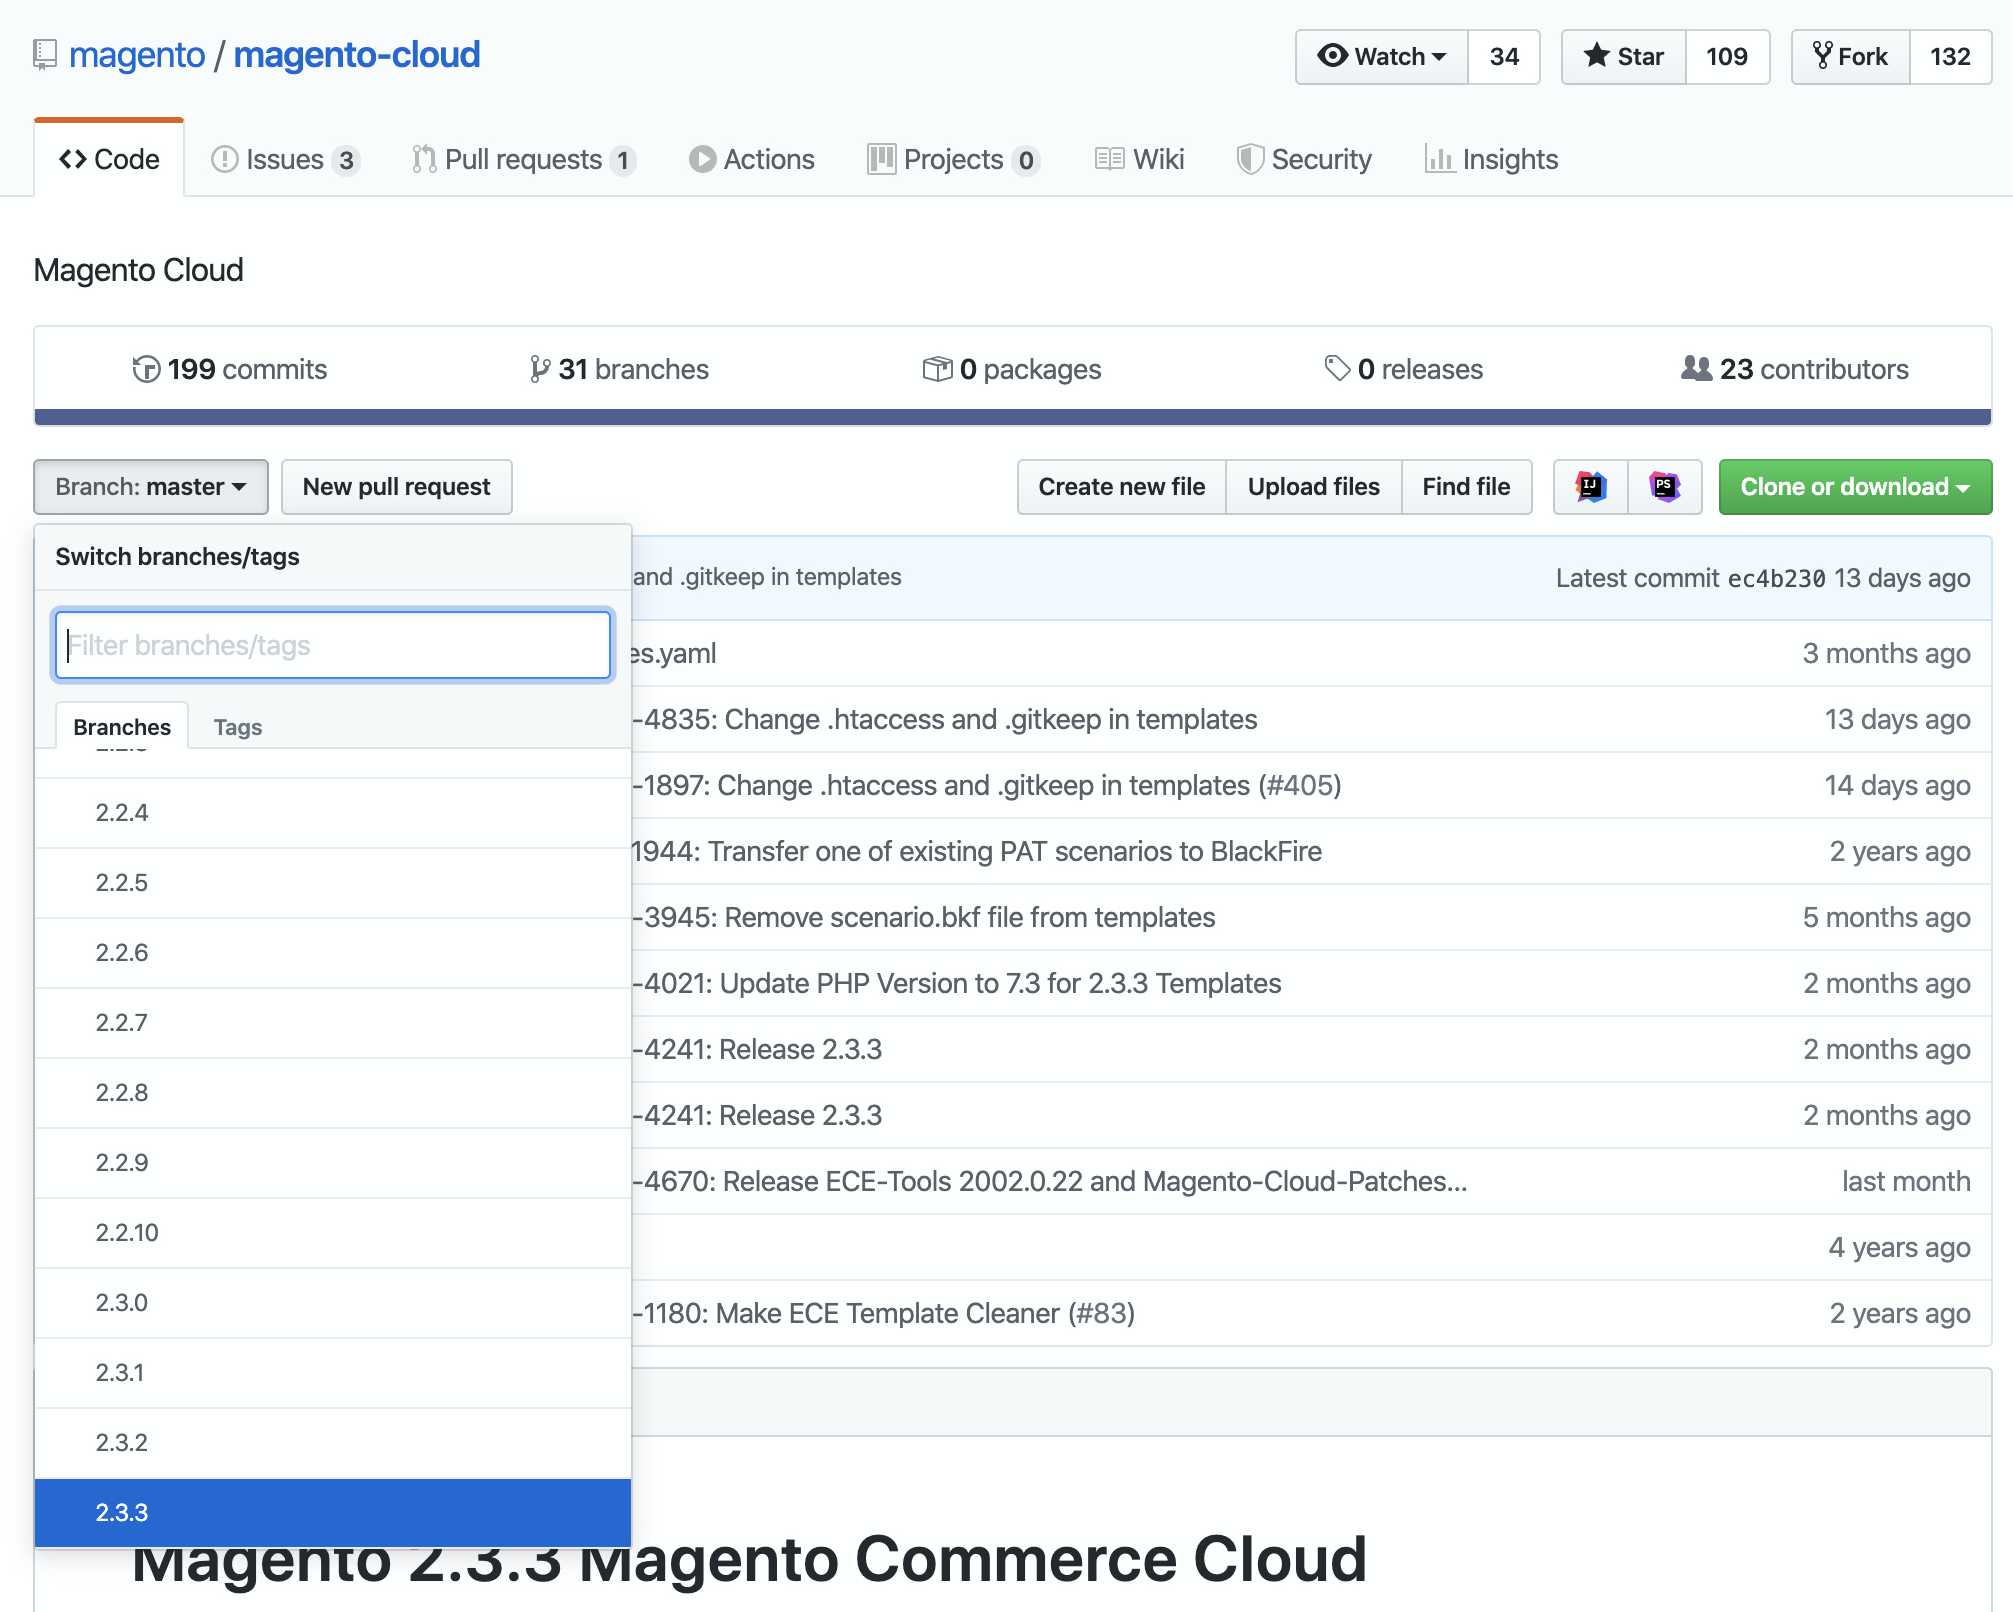 magento / magento-cloud
Watch 34 Star 109 Fork 132
Code Issues 3 Pull requests 1 Actions Projects 0 Wiki Security Insights
Magento Cloud
199 commits 31 branches 0 packages 0 releases 23 contributors
Branch: master New pull request Create new file Upload files Find file IJ PS Clone or download
Switch branches/tags
Filter branches/tags
Branches Tags
2.2.4
2.2.5
2.2.6
2.2.7
2.2.8
2.2.9
2.2.10
2.3.0
2.3.1
2.3.2
2.3.3
and .gitkeep in templates Latest commit ec4b230 13 days ago
es.yaml 3 months ago
-4835: Change .htaccess and .gitkeep in templates 13 days ago
-1897: Change .htaccess and .gitkeep in templates (#405) 14 days ago
1944: Transfer one of existing PAT scenarios to BlackFire 2 years ago
-3945: Remove scenario.bkf file from templates 5 months ago
-4021: Update PHP Version to 7.3 for 2.3.3 Templates 2 months ago
-4241: Release 2.3.3 2 months ago
-4241: Release 2.3.3 2 months ago
-4670: Release ECE-Tools 2002.0.22 and Magento-Cloud-Patches... last month
4 years ago
-1180: Make ECE Template Cleaner (#83) 2 years ago
Magento 2.3.3 Magento Commerce Cloud